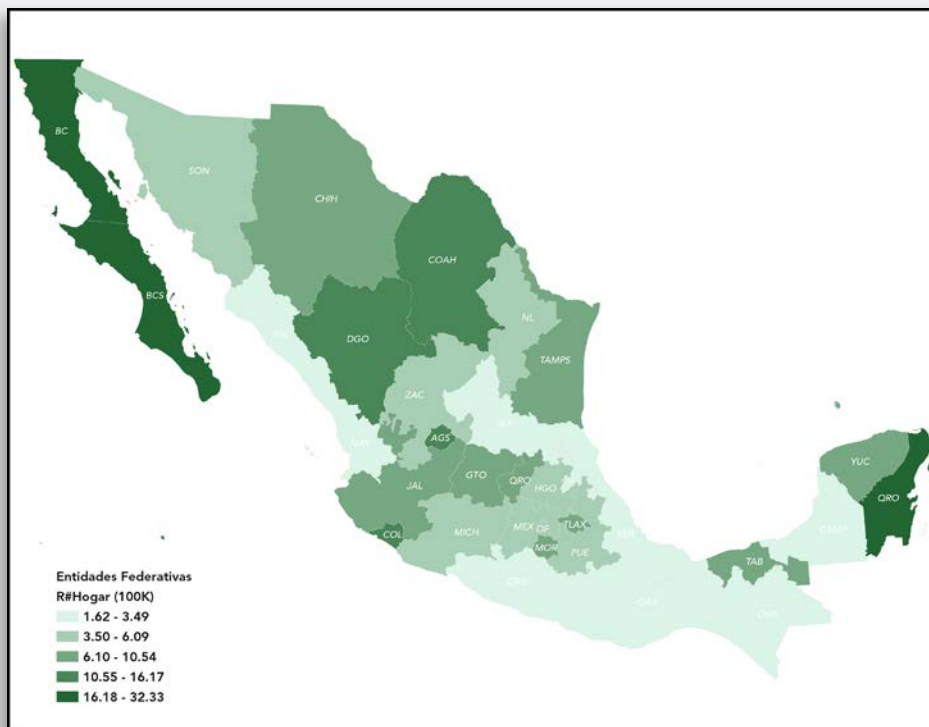 BC
SON
CHIH
COAH
BCS
NL
DGO
TAMPS
ZAC
AGS
YUC
GTO
QRO
JAL
HGO
QRO
COL
MICH
MEX
DF
TLAX
MOR
PUE
TAB
Entidades Federativas
R#Hogar (100K)
1.62 - 3.49
3.50 - 6.09
6.10 - 10.54
10.55 - 16.17
16.18 - 32.33